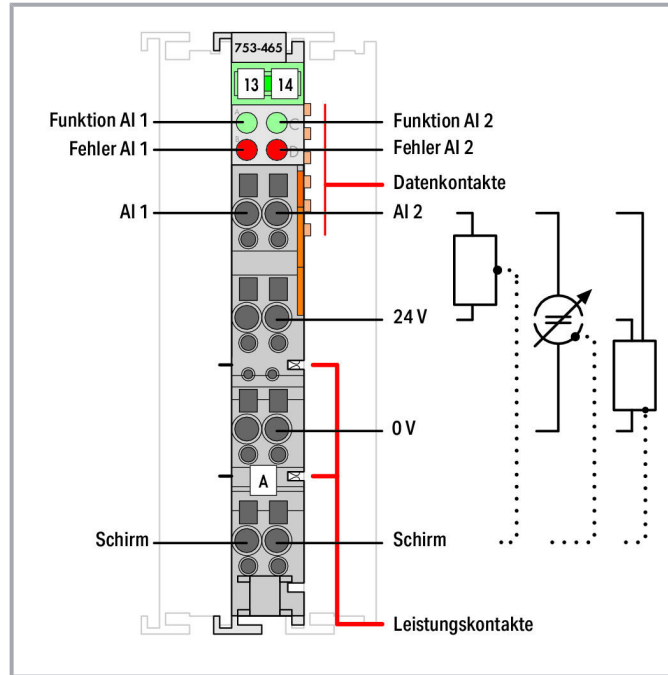 753-465
13 14
Funktion AI 1
Funktion AI 2
C
Fehler AI 1
Fehler AI 2
D
Datenkontakte
AI 1
AI 2
24 V
0 V
A
Schirm
Schirm
Leistungskontakte